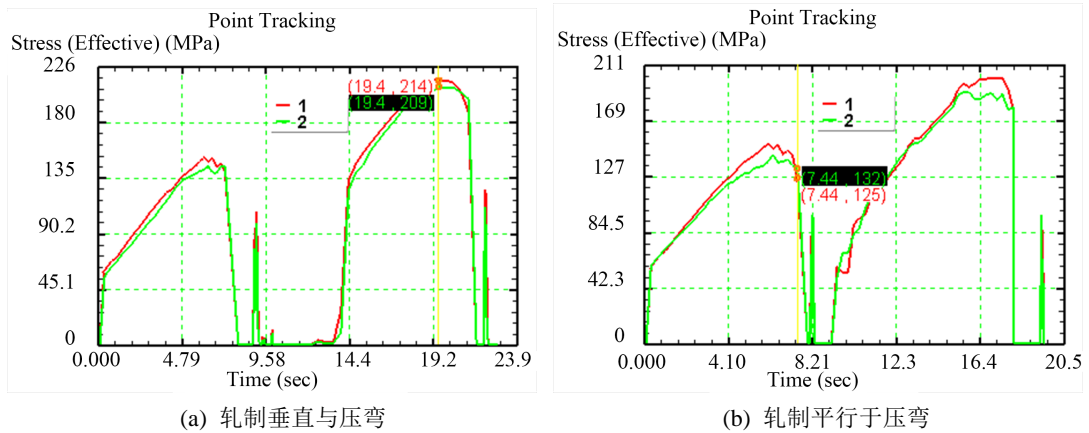 Point Tracking
Stress (Effective) (MPa)
226
180
135
90.2
45.1
0
0.000 4.79 9.58 14.4 19.2 23.9
Time (sec)
1
2
(19.4 , 214)
(19.4 , 209)
(a) 轧制垂直与压弯
Point Tracking
Stress (Effective) (MPa)
211
169
127
84.5
42.3
0
0.000 4.10 8.21 12.3 16.4 20.5
Time (sec)
1
2
(7.44 , 132)
(7.44 , 125)
(b) 轧制平行于压弯